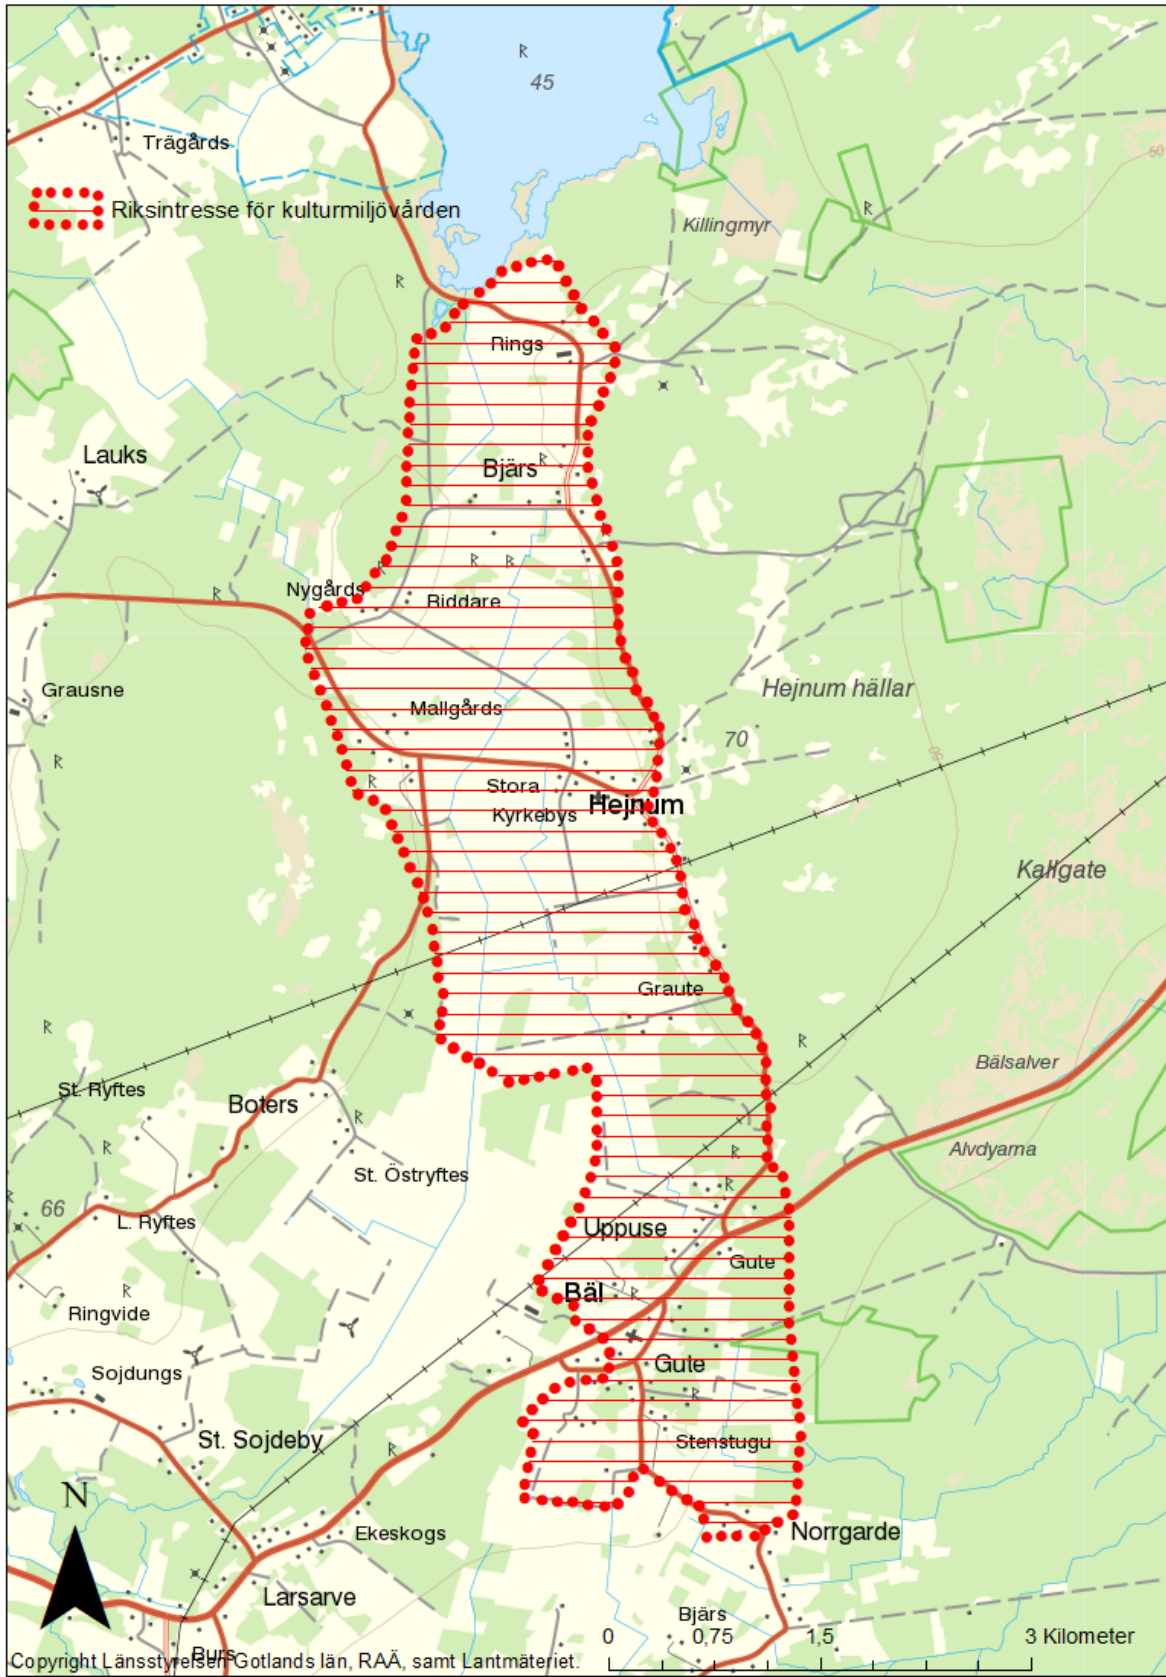 45
Trägårds
50
Riksintresse för kulturmiljövården
Killingmyr
Rings
Lauks
Bjärs
Nygårds
Riddare
Grausne
Hejnum hällar
Mallgårds
70
Stora
Kyrkebys
Hejnum
Kallgate
Graute
Bälsalver
St. Ryftes
Boters
Alvdyarna
St. Östryftes
66
L. Ryftes
Uppuse
Gute
Ringvide
Bäl
Sojdungs
Gute
St. Sojdeby
Stenstugu
N
Ekeskogs
Norrgarde
Larsarve
Bjärs
0 0,75 1,5 3 Kilometer
Burs
Copyright Länsstyrelsen Gotlands län, RAÄ, samt Lantmäteriet.